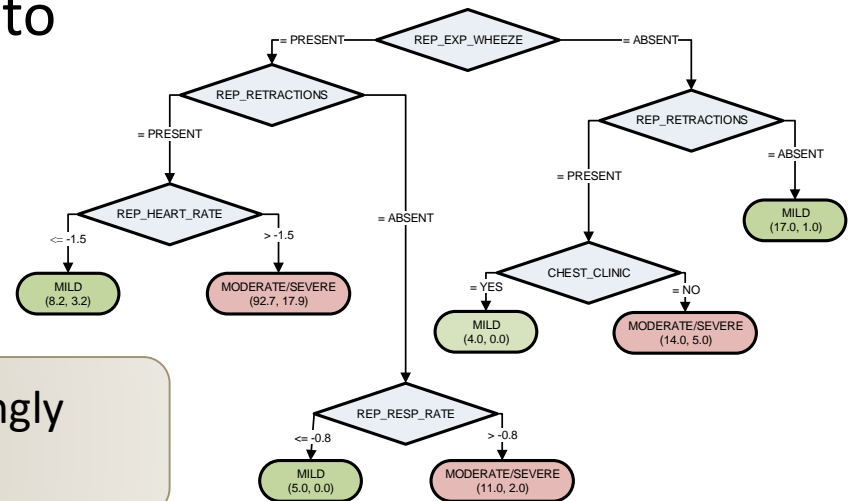 to
REP_EXP_WHEEZE
= PRESENT
= ABSENT
REP_RETRACTIONS
= PRESENT
= ABSENT
REP_HEART_RATE
<= -1.5
> -1.5
MILD
(8.2, 3.2)
MODERATE/SEVERE
(92.7, 17.9)
REP_RESP_RATE
<= -0.8
> -0.8
MILD
(5.0, 0.0)
MODERATE/SEVERE
(11.0, 2.0)
REP_RETRACTIONS
= PRESENT
= ABSENT
MILD
(17.0, 1.0)
CHEST_CLINIC
= YES
= NO
MILD
(4.0, 0.0)
MODERATE/SEVERE
(14.0, 5.0)
ngly